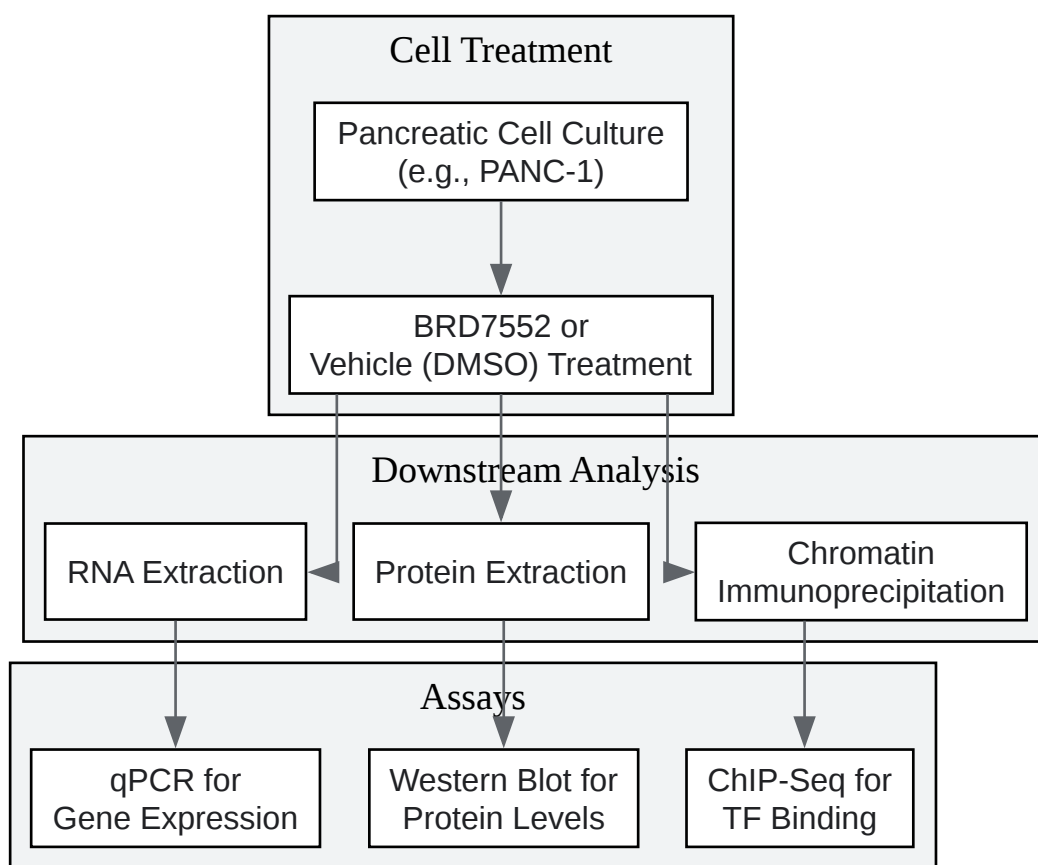 Cell Treatment
Pancreatic Cell Culture
(e.g., PANC-1)
BRD7552 or
Vehicle (DMSO) Treatment
Downstream Analysis
RNA Extraction
Protein Extraction
Chromatin
Immunoprecipitation
Assays
qPCR for
Gene Expression
Western Blot for
Protein Levels
ChIP-Seq for
TF Binding